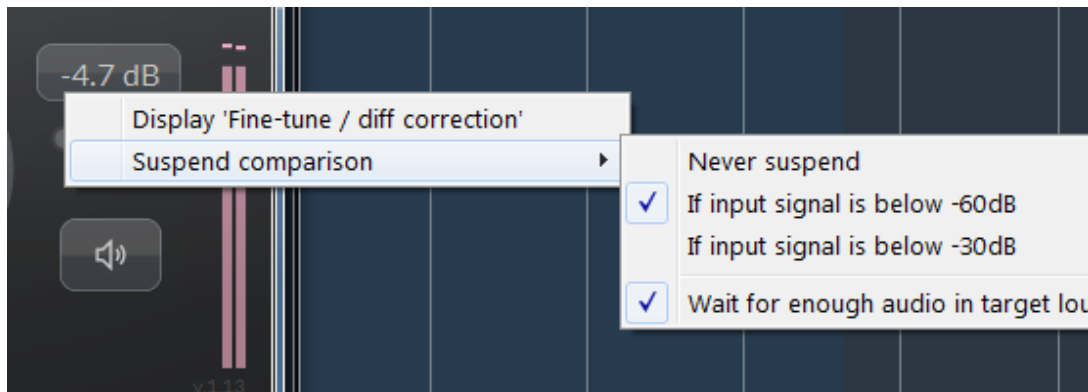 -4.7 dB
Display 'Fine-tune / diff correction'
Suspend comparison
Never suspend
If input signal is below -60dB
If input signal is below -30dB
Wait for enough audio in target lou
v.1.13